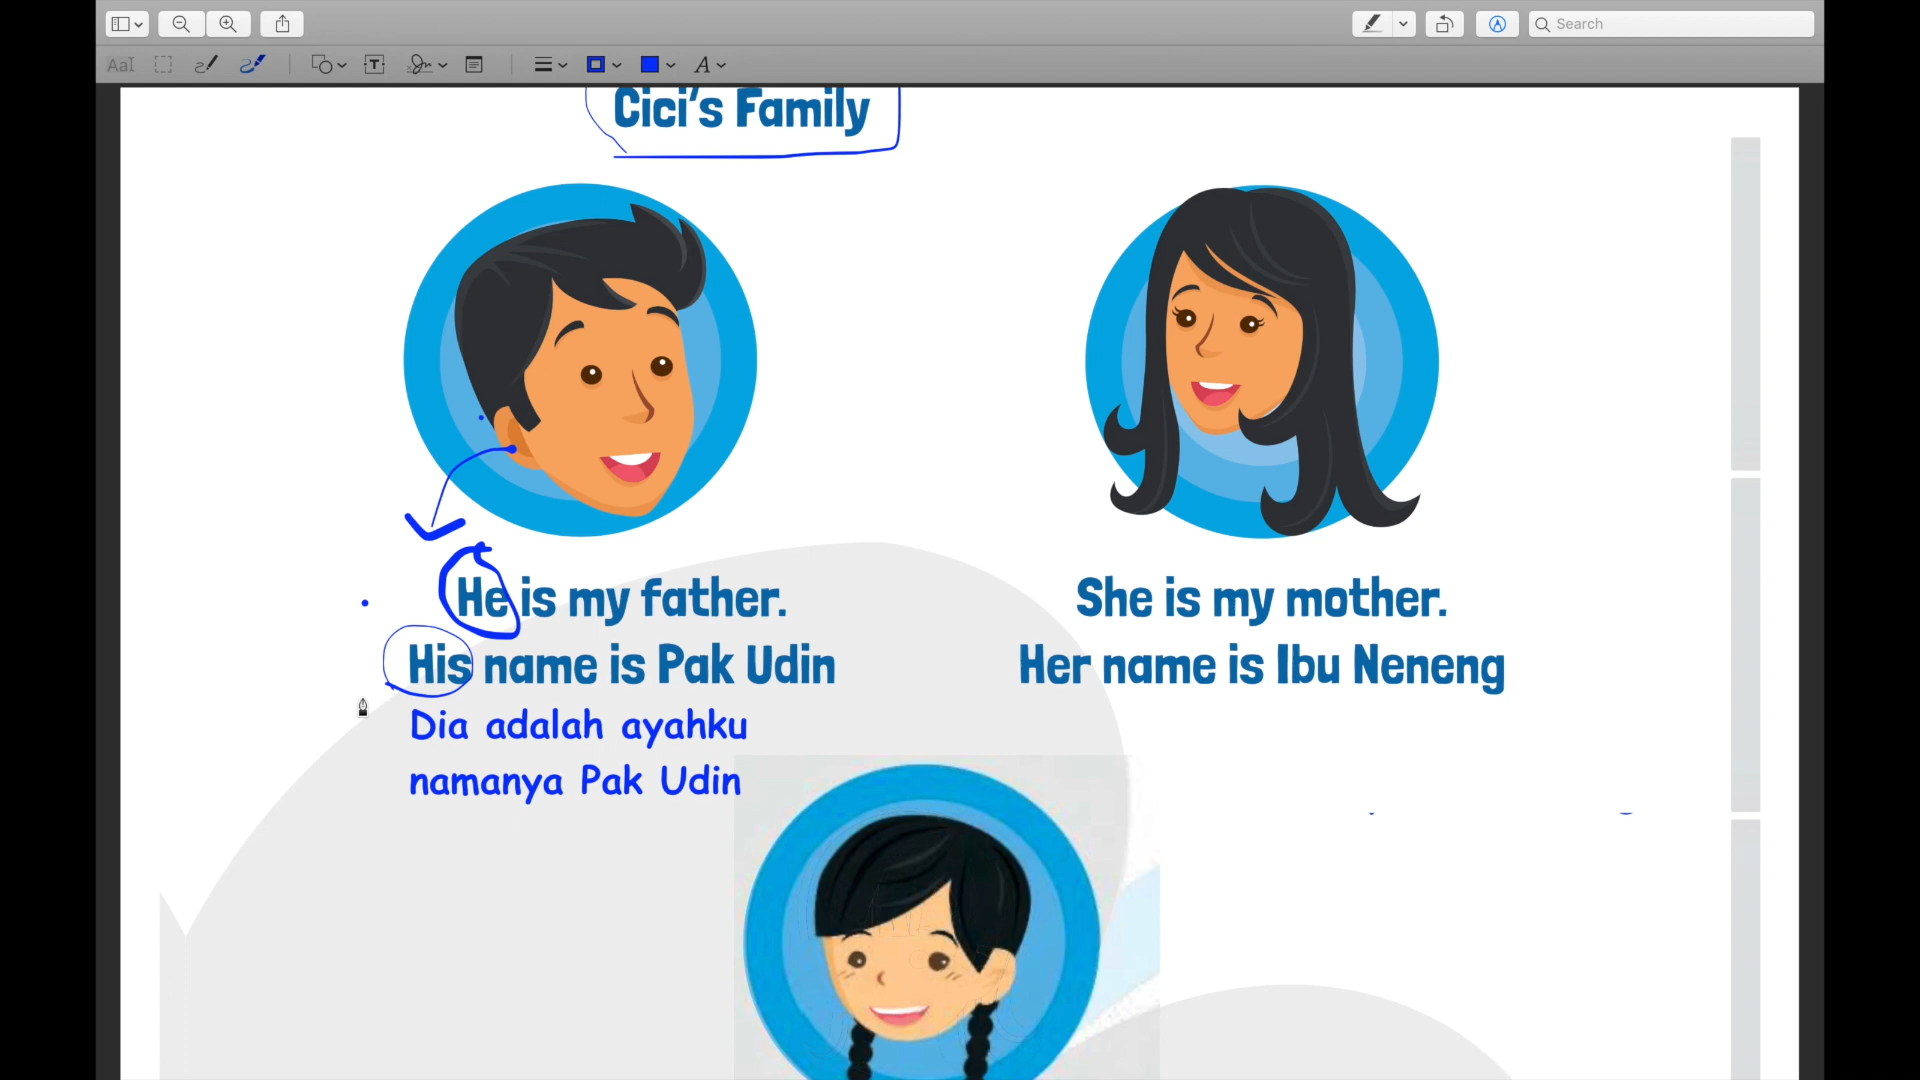 Search
AaI
T
A
Cici's Family
He is my father.
His name is Pak Udin
Dia adalah ayahku
namanya Pak Udin
She is my mother.
Her name is Ibu Neneng